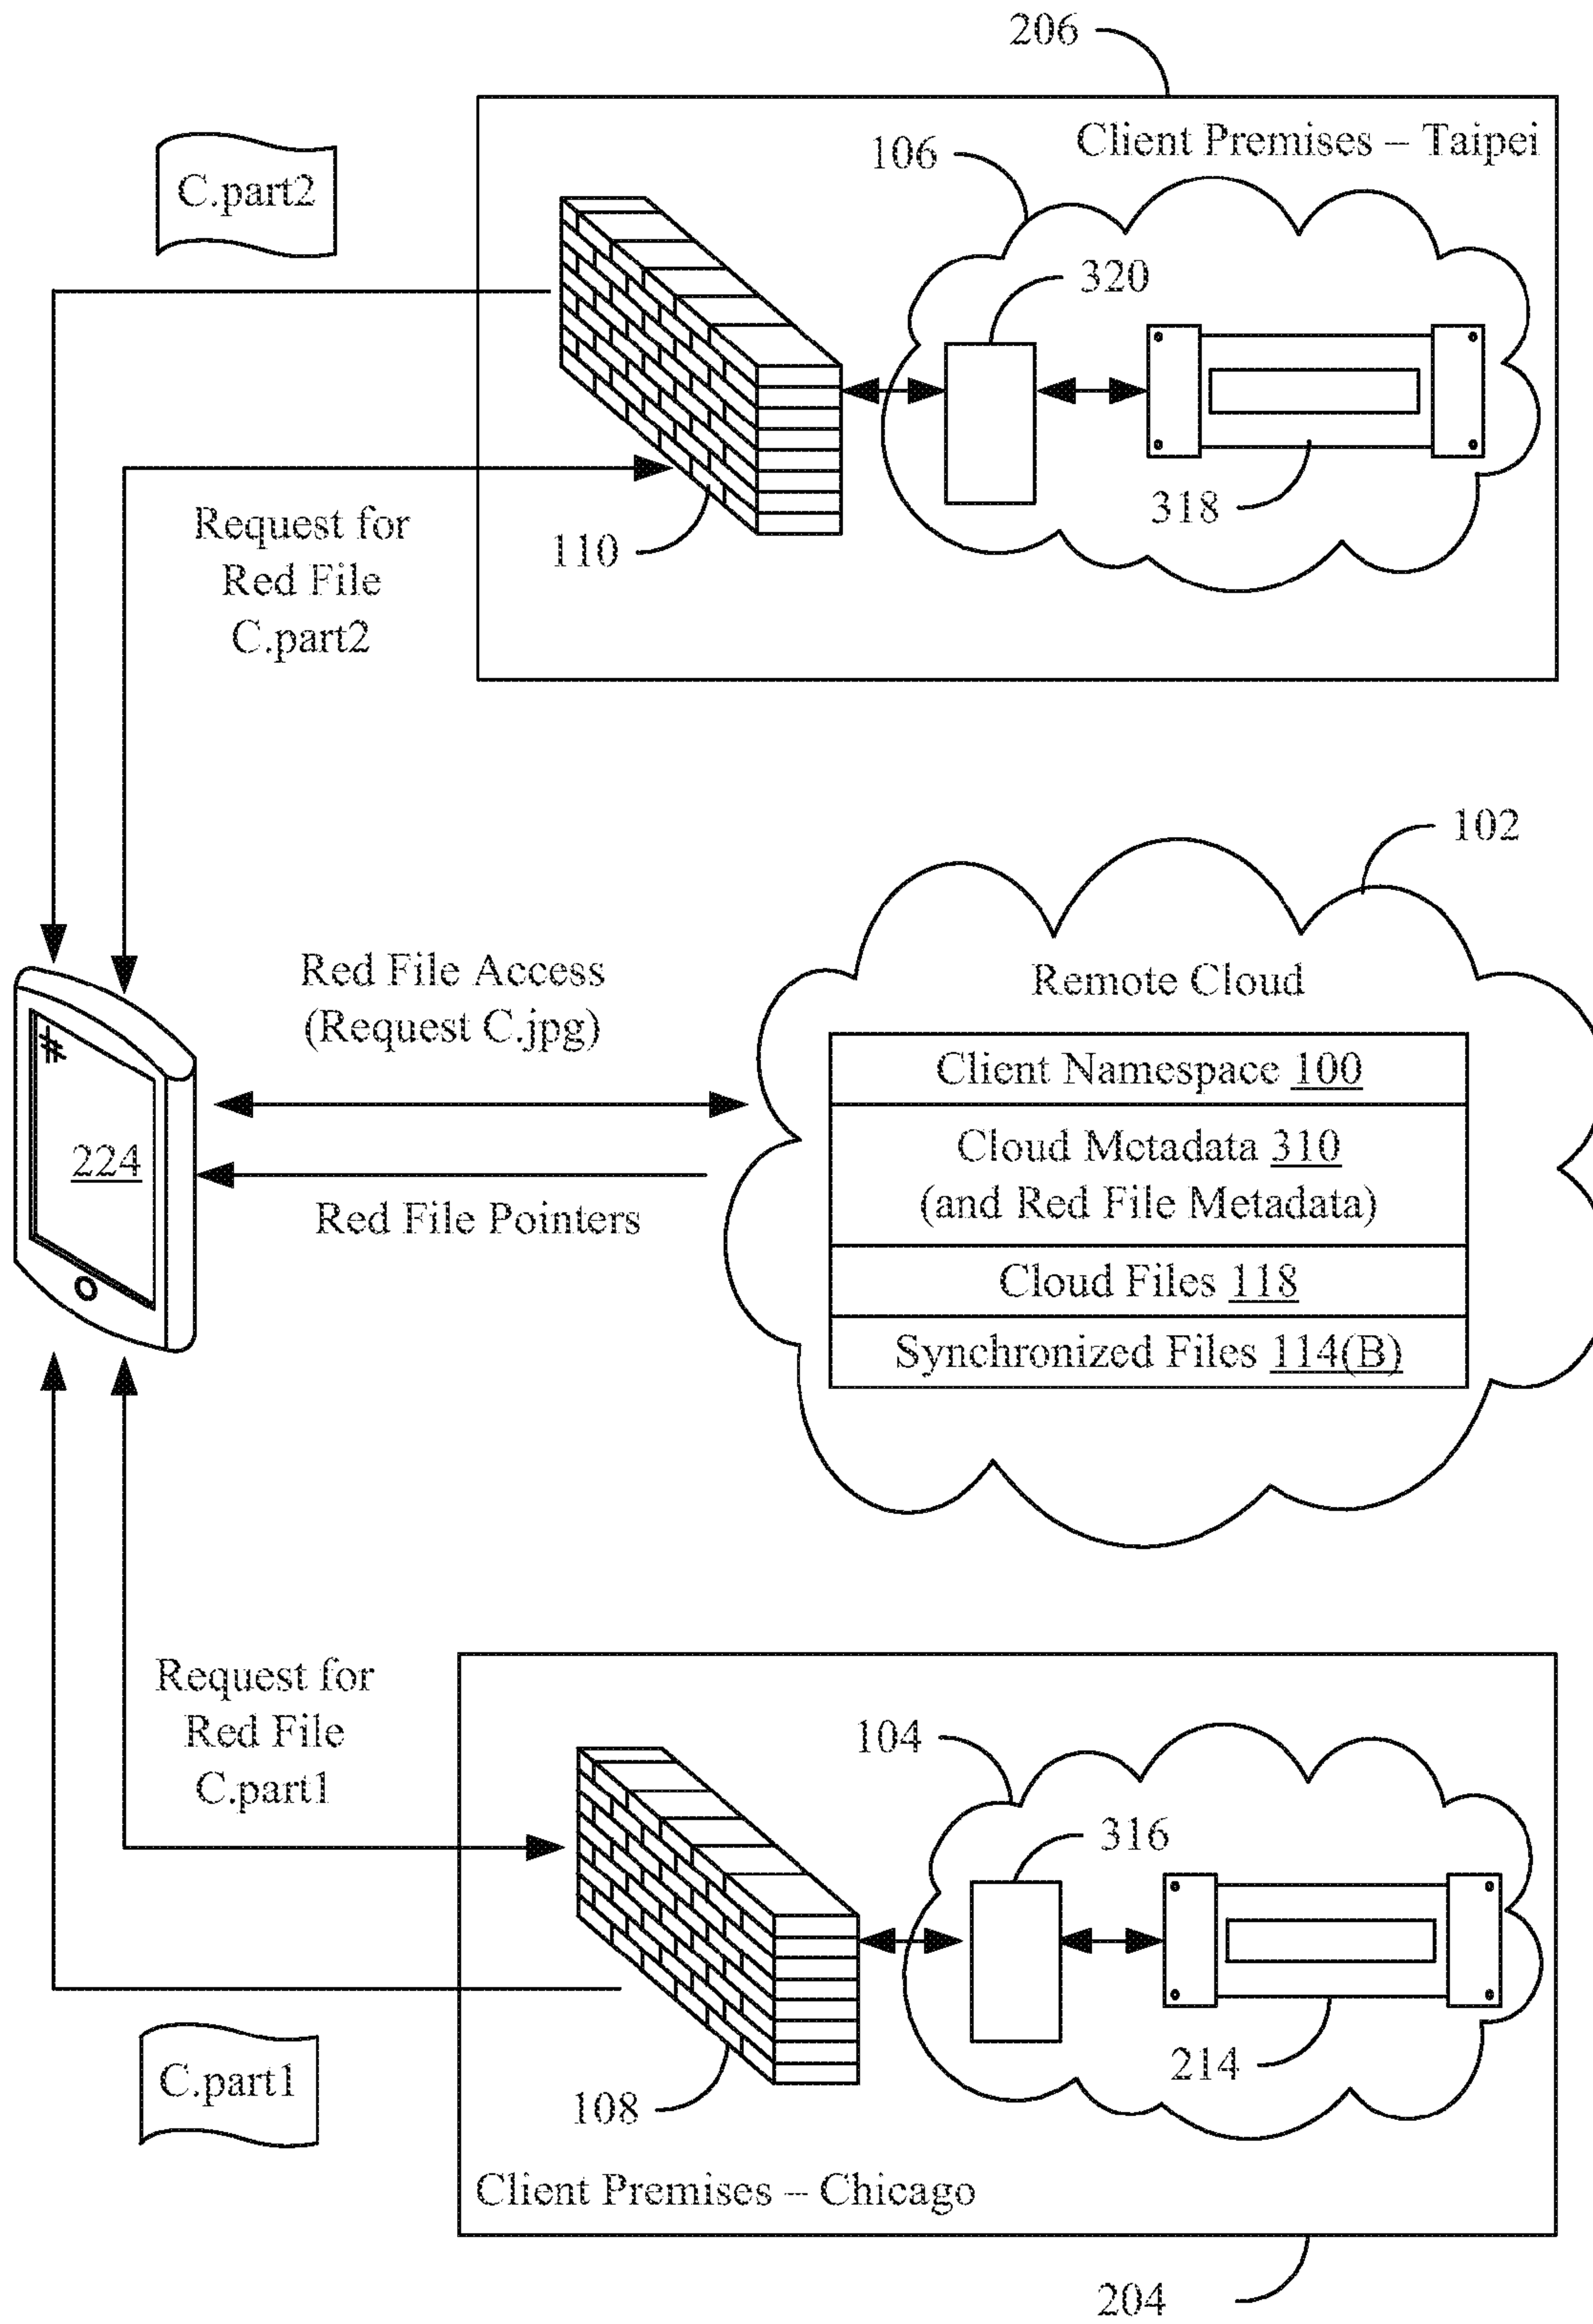 206
Client Premises – Taipei
106
C.part2
320
318
110
Request for
Red File
C.part2
102
Remote Cloud
Red File Access
(Request C.jpg)
Client Namespace 100
Cloud Metadata 310
(and Red File Metadata)
224
Red File Pointers
Cloud Files 118
Synchronized Files 114(B)
Request for
Red File
C.part1
104
316
214
C.part1
108
Client Premises – Chicago
204